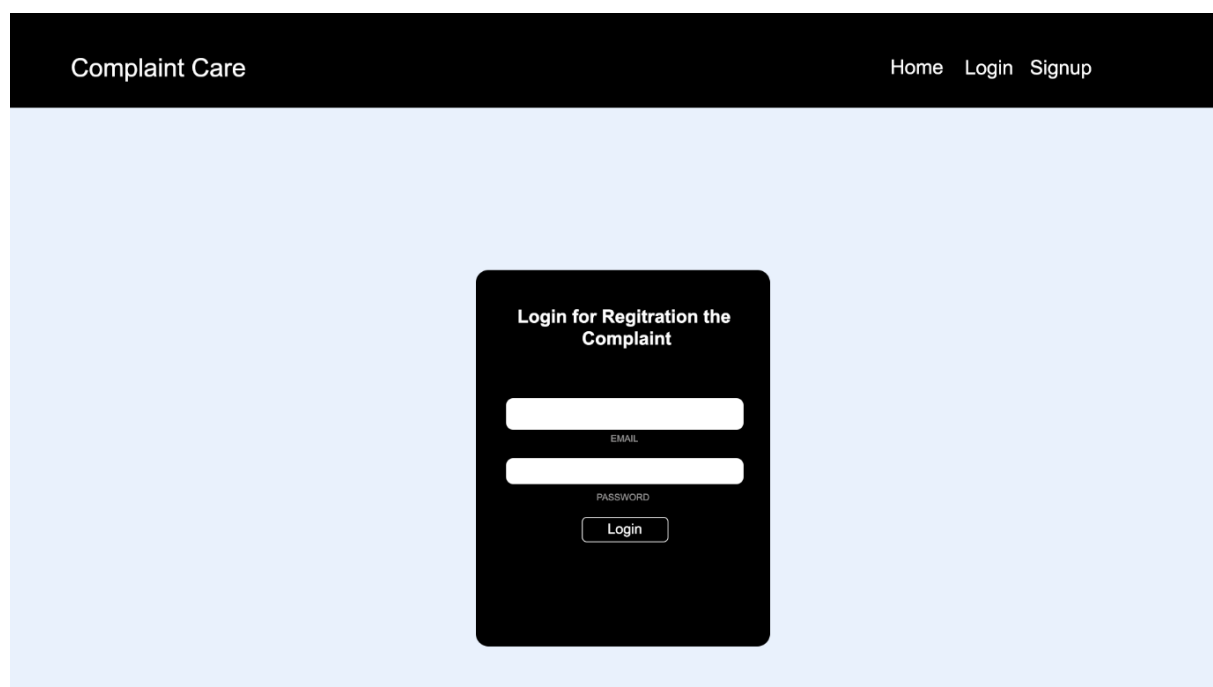 Complaint Care
Home Login Signup
Login for Regitration the
Complaint
EMAIL
PASSWORD
Login